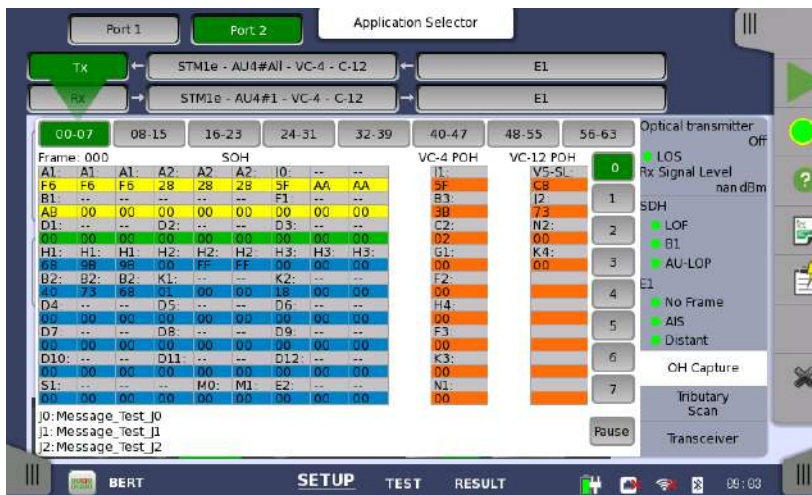 Port 1 Port 2 Application Selector
TX STM1e - AU4#All - VC-4 - C-12 E1
Rx STM1e - AU4#1 - VC-4 - C-12 E1
00-07 08-15 16-23 24-31 32-39 40-47 48-55 56-63 Optical transmitter
Off
Frame: 000 SOH VC-4 POH VC-12 POH LOS
A1: A1: A1: A2: A2: A2: J0: -- -- J1: V5-SL: 0 Rx Signal Level
F6 F6 F6 28 28 28 5F AA AA 5F C8 nan dBm
B1: -- -- -- -- -- F1: -- -- B3: J2: 1
AB 00 00 00 00 00 00 00 00 3B 73 SDH
D1: -- -- D2: -- -- D3: -- -- C2: N2: 2 LOF
00 00 00 00 00 00 00 00 00 02 00 B1
H1: H1: H1: H2: H2: H2: H3: H3: H3: G1: K4: 3 AU-LOP
68 9B 9B 00 FF FF 00 00 00 00 00
B2: B2: B2: K1: -- -- K2: -- -- F2: E1
40 73 68 01 00 00 18 00 00 00 4 No Frame
D4: -- -- D5: -- -- D6: -- -- H4:
00 00 00 00 00 00 00 00 00 00 AIS
D7: -- -- D8: -- -- D9: -- -- F3: 5 Distant
00 00 00 00 00 00 00 00 00 00
D10: -- -- D11: -- -- D12: -- -- K3: 6 OH Capture
00 00 00 00 00 00 00 00 00 00
S1: -- -- -- M0: M1: E2: -- -- N1: 7 Tributary
00 00 00 00 00 00 00 00 00 00 Scan
J0: Message_Test_J0
J1: Message_Test_J1 Pause Transceiver
J2: Message_Test_J2
BERT SETUP TEST RESULT 09:03